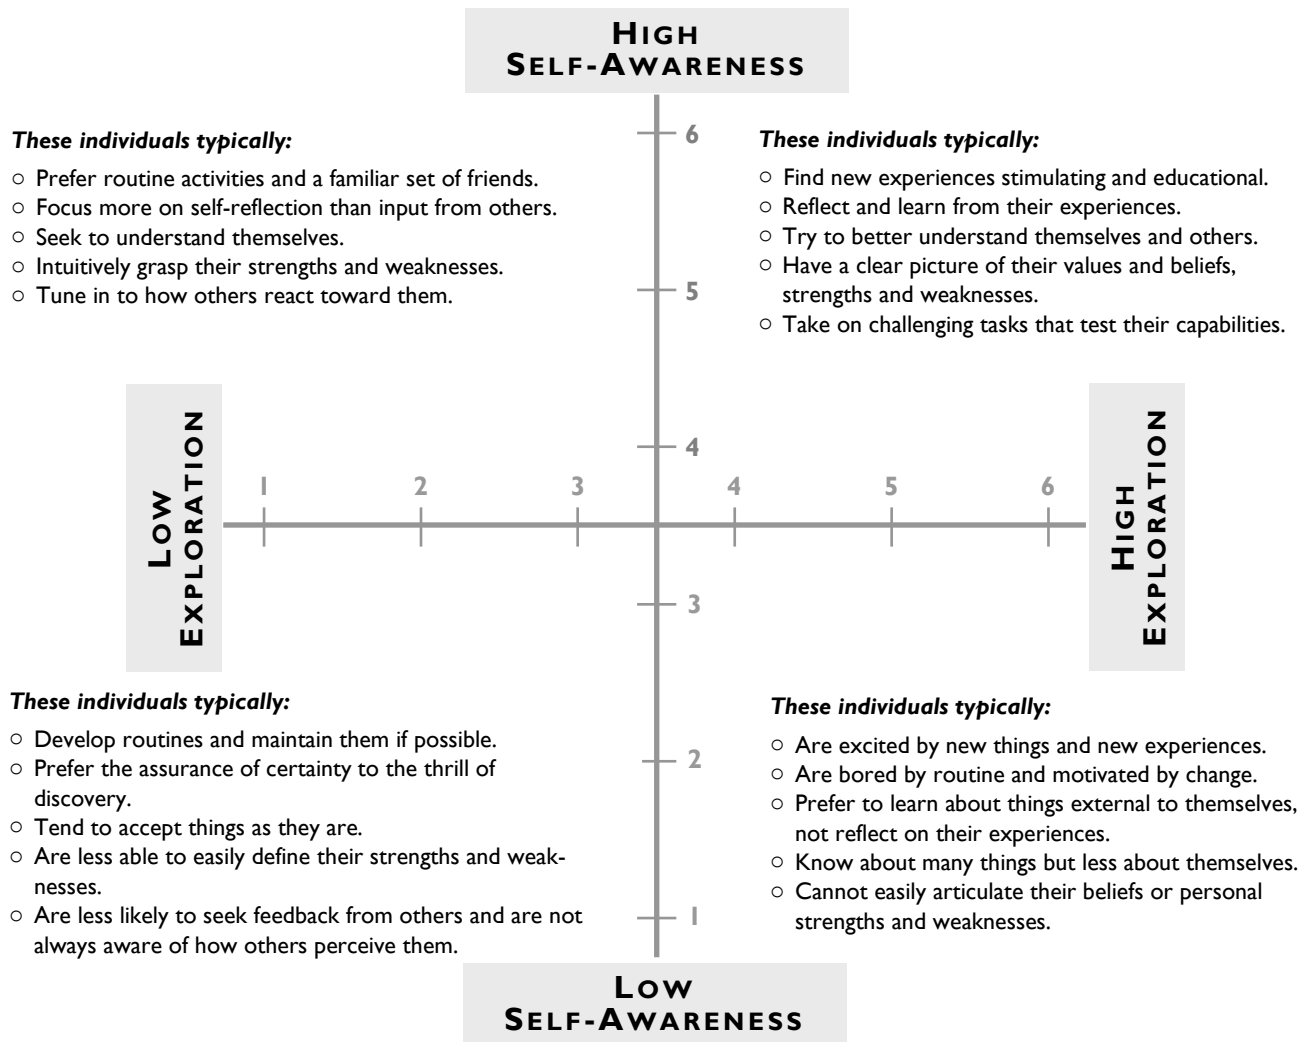 HIGH
SELF-AWARENESS
These individuals typically:
○ Prefer routine activities and a familiar set of friends.
○ Focus more on self-reflection than input from others.
○ Seek to understand themselves.
○ Intuitively grasp their strengths and weaknesses.
○ Tune in to how others react toward them.
These individuals typically:
○ Find new experiences stimulating and educational.
○ Reflect and learn from their experiences.
○ Try to better understand themselves and others.
○ Have a clear picture of their values and beliefs,
strengths and weaknesses.
○ Take on challenging tasks that test their capabilities.
6
5
4
LOW
EXPLORATION
1 2 3 4 5 6
HIGH
EXPLORATION
3
2
1
These individuals typically:
○ Develop routines and maintain them if possible.
○ Prefer the assurance of certainty to the thrill of
discovery.
○ Tend to accept things as they are.
○ Are less able to easily define their strengths and weak-
nesses.
○ Are less likely to seek feedback from others and are not
always aware of how others perceive them.
These individuals typically:
○ Are excited by new things and new experiences.
○ Are bored by routine and motivated by change.
○ Prefer to learn about things external to themselves,
not reflect on their experiences.
○ Know about many things but less about themselves.
○ Cannot easily articulate their beliefs or personal
strengths and weaknesses.
LOW
SELF-AWARENESS